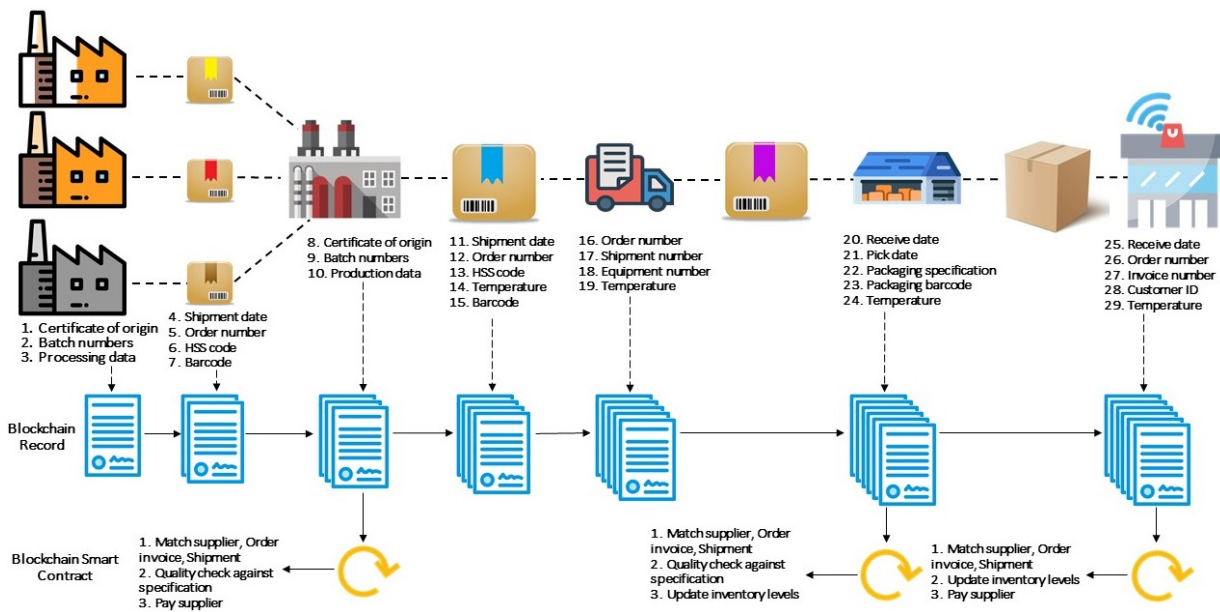 1. Certificate of origin
2. Batch numbers
3. Processing data
4. Shipment date
5. Order number
6. HSS code
7. Barcode
8. Certificate of origin
9. Batch numbers
10. Production data
11. Shipment date
12. Order number
13. HSS code
14. Temperature
15. Barcode
16. Order number
17. Shipment number
18. Equipment number
19. Temperature
20. Receive date
21. Pick date
22. Packaging specification
23. Packaging barcode
24. Temperature
25. Receive date
26. Order number
27. Invoice number
28. Customer ID
29. Temperature
Blockchain
Record
Blockchain Smart
Contract
1. Match supplier, Order
invoice, Shipment
2. Quality check against
specification
3. Pay supplier
1. Match supplier, Order
invoice, Shipment
2. Quality check against
specification
3. Update inventory levels
1. Match supplier, Order
invoice, Shipment
2. Update inventory levels
3. Pay supplier